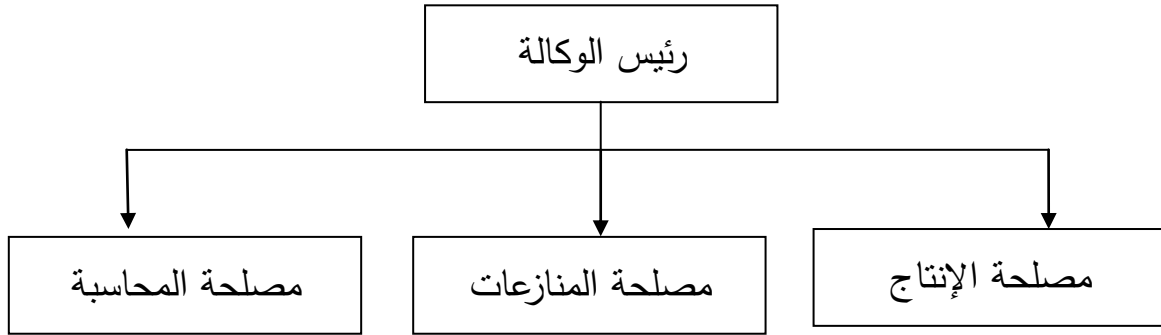 رئيس الوكالة
مصلحة الإنتاج
مصلحة المنازعات
مصلحة المحاسبة